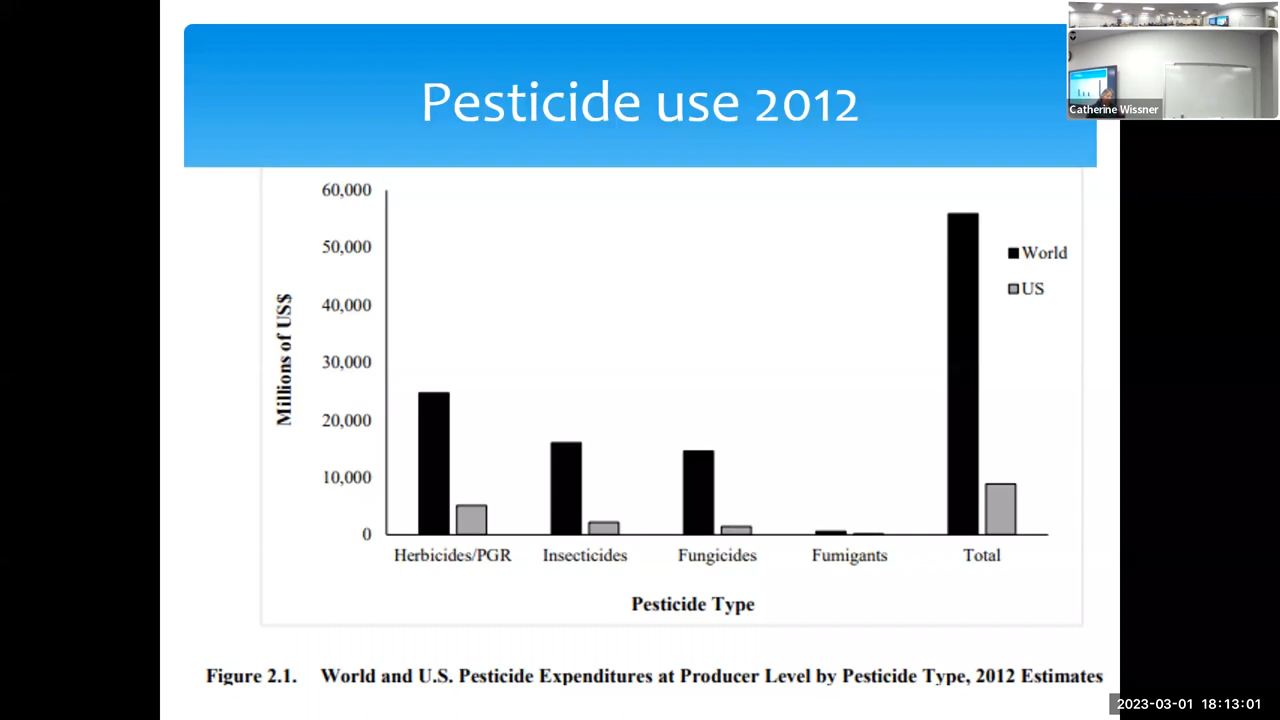 Pesticide use 2012
Catherine Wissner
60,000
50,000
40,000
30,000
20,000
10,000
0
Millions of US$
World
US
Herbicides/PGR Insecticides Fungicides Fumigants Total
Pesticide Type
Figure 2.1. World and U.S. Pesticide Expenditures at Producer Level by Pesticide Type, 2012 Estimates
2023-03-01 18:13:01